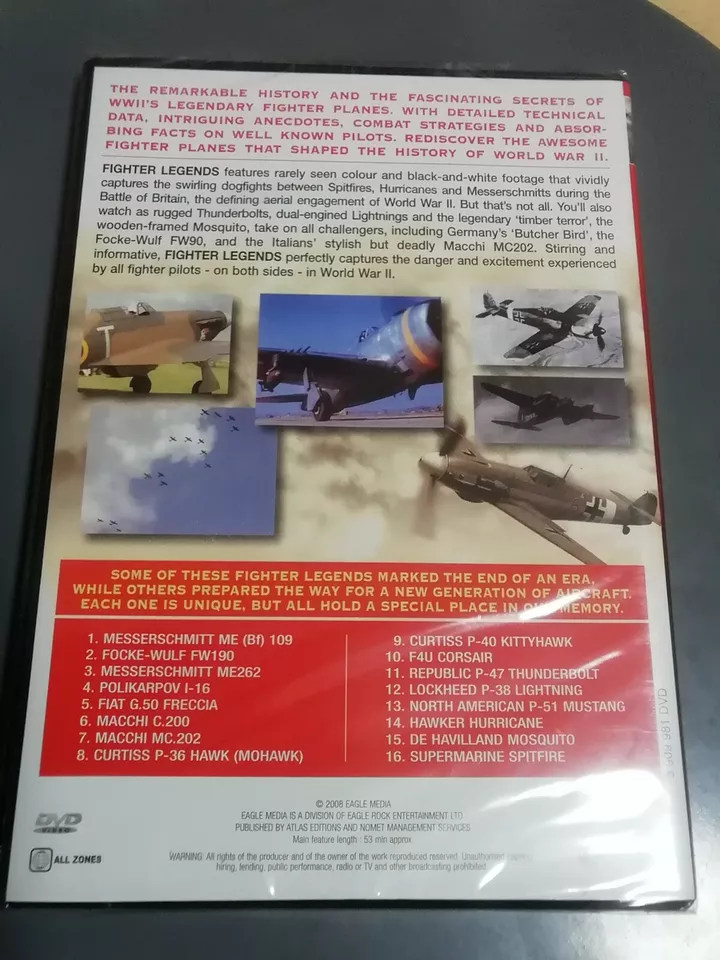 THE REMARKABLE HISTORY AND THE FASCINATING SECRETS OF
WWII'S LEGENDARY FIGHTER PLANES. WITH DETAILED TECHNICAL
DATA, INTRIGUING ANECDOTES, COMBAT STRATEGIES AND ABSOR-
BING FACTS ON WELL KNOWN PILOTS. REDISCOVER THE AWESOME
FIGHTER PLANES THAT SHAPED THE HISTORY OF WORLD WAR II.
FIGHTER LEGENDS features rarely seen colour and black-and-white footage that vividly
captures the swirling dogfights between Spitfires, Hurricanes and Messerschmitts during the
Battle of Britain, the defining aerial engagement of World War II. But that's not all. You'll also
watch as rugged Thunderbolts, dual-engined Lightnings and the legendary 'timber terror', the
wooden-framed Mosquito, take on all challengers, including Germany's 'Butcher Bird', the
Focke-Wulf FW90, and the Italians' stylish but deadly Macchi MC202. Stirring and
informative, FIGHTER LEGENDS perfectly captures the danger and excitement experienced
by all fighter pilots - on both sides - in World War II.
T
SOME OF THESE FIGHTER LEGENDS MARKED THE END OF AN ERA,
WHILE OTHERS PREPARED THE WAY FOR A NEW GENERATION OF AIRCRAFT.
EACH ONE IS UNIQUE, BUT ALL HOLD A SPECIAL PLACE IN OUR MEMORY.
1. MESSERSCHMITT ME (Bf) 109
2. FOCKE-WULF FW190
3. MESSERSCHMITT ME262
4. POLIKARPOV I-16
5. FIAT G.50 FRECCIA
6. MACCHI C.200
7. MACCHI MC.202
8. CURTISS P-36 HAWK (MOHAWK)
9. CURTISS P-40 KITTYHAWK
10. F4U CORSAIR
11. REPUBLIC P-47 THUNDERBOLT
12. LOCKHEED P-38 LIGHTNING
13. NORTH AMERICAN P-51 MUSTANG
14. HAWKER HURRICANE
15. DE HAVILLAND MOSQUITO
16. SUPERMARINE SPITFIRE
© 2008 EAGLE MEDIA
EAGLE MEDIA IS A DIVISION OF EAGLE ROCK ENTERTAINMENT LTD.
PUBLISHED BY ATLAS EDITIONS AND NOMET MANAGEMENT SERVICES
Main feature length : 53 min approx
DVD
VIDEO
ALL ZONES
WARNING: All rights of the producer and of the owner of the work reproduced reserved. Unauthorised
hiring, lending, public performance, radio or TV and other broadcasting prohibited.